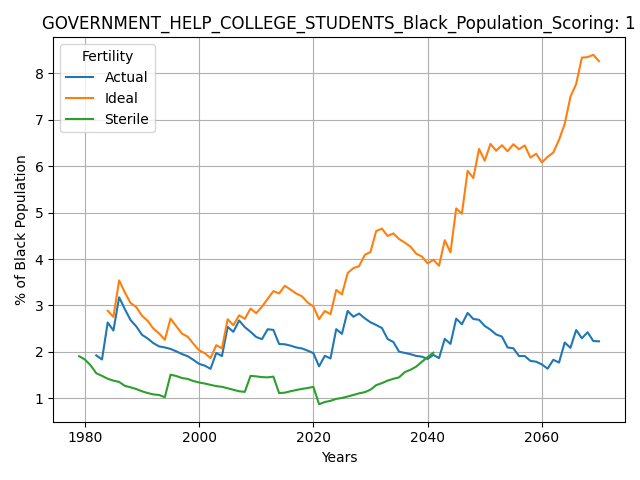 GOVERNMENT_HELP_COLLEGE_STUDENTS_Black_Population_Scoring: 1
Fertility
Actual
Ideal
Sterile
% of Black Population
8
7
6
5
4
3
2
1
1980
2000
2020
2040
2060
Years